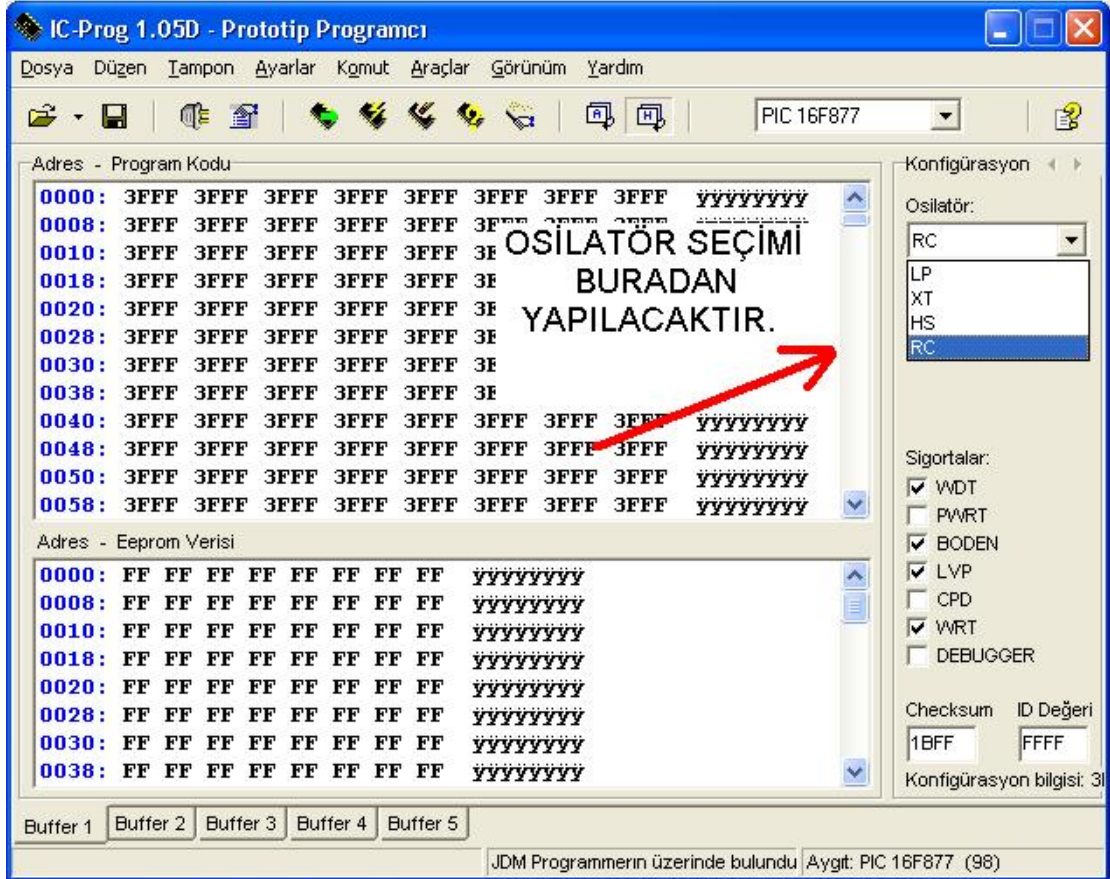 IC-Prog 1.05D - Prototip Programcı
Dosya Düzen Tampon Ayarlar Komut Araçlar Görünüm Yardım
PIC 16F877
Adres - Program Kodu
0000: 3FFF 3FFF 3FFF 3FFF 3FFF 3FFF 3FFF 3FFF ÿÿÿÿÿÿÿÿ
0008: 3FFF 3FFF 3FFF 3FFF 3FFF
0010: 3FFF 3FFF 3FFF 3FFF 3FFF
0018: 3FFF 3FFF 3FFF 3FFF 3FFF
0020: 3FFF 3FFF 3FFF 3FFF
0028: 3FFF 3FFF 3FFF 3FFF
0030: 3FFF 3FFF 3FFF 3FFF
0038: 3FFF 3FFF 3FFF 3FFF
0040: 3FFF 3FFF 3FFF 3FFF 3FFF 3FFF 3FFF 3FFF ÿÿÿÿÿÿÿÿ
0048: 3FFF 3FFF 3FFF 3FFF 3FFF 3FFF 3FFF 3FFF ÿÿÿÿÿÿÿÿ
0050: 3FFF 3FFF 3FFF 3FFF 3FFF 3FFF 3FFF 3FFF ÿÿÿÿÿÿÿÿ
0058: 3FFF 3FFF 3FFF 3FFF 3FFF 3FFF 3FFF 3FFF ÿÿÿÿÿÿÿÿ
OSİLATÖR SEÇİMİ
BURADAN
YAPILACAKTIR.
Adres - Eeprom Verisi
0000: FF FF FF FF FF FF FF FF ÿÿÿÿÿÿÿÿ
0008: FF FF FF FF FF FF FF FF ÿÿÿÿÿÿÿÿ
0010: FF FF FF FF FF FF FF FF ÿÿÿÿÿÿÿÿ
0018: FF FF FF FF FF FF FF FF ÿÿÿÿÿÿÿÿ
0020: FF FF FF FF FF FF FF FF ÿÿÿÿÿÿÿÿ
0028: FF FF FF FF FF FF FF FF ÿÿÿÿÿÿÿÿ
0030: FF FF FF FF FF FF FF FF ÿÿÿÿÿÿÿÿ
0038: FF FF FF FF FF FF FF FF ÿÿÿÿÿÿÿÿ
Konfigürasyon
Osilatör:
RC
LP
XT
HS
RC
Sigortalar:
WDT
PWRT
BODEN
LVP
CPD
WRT
DEBUGGER
Checksum ID Değeri
1BFF FFFF
Konfigürasyon bilgisi:
Buffer 1 Buffer 2 Buffer 3 Buffer 4 Buffer 5
JDM Programmerın üzerinde bulundu Aygıt: PIC 16F877 (98)